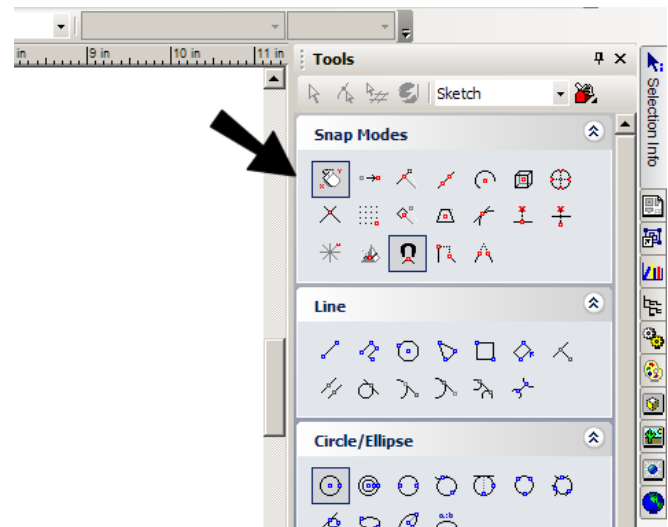 in 9 in 10 in 11 in
Tools
Sketch
Selection Info
Snap Modes
Line
Circle/Ellipse
a:b